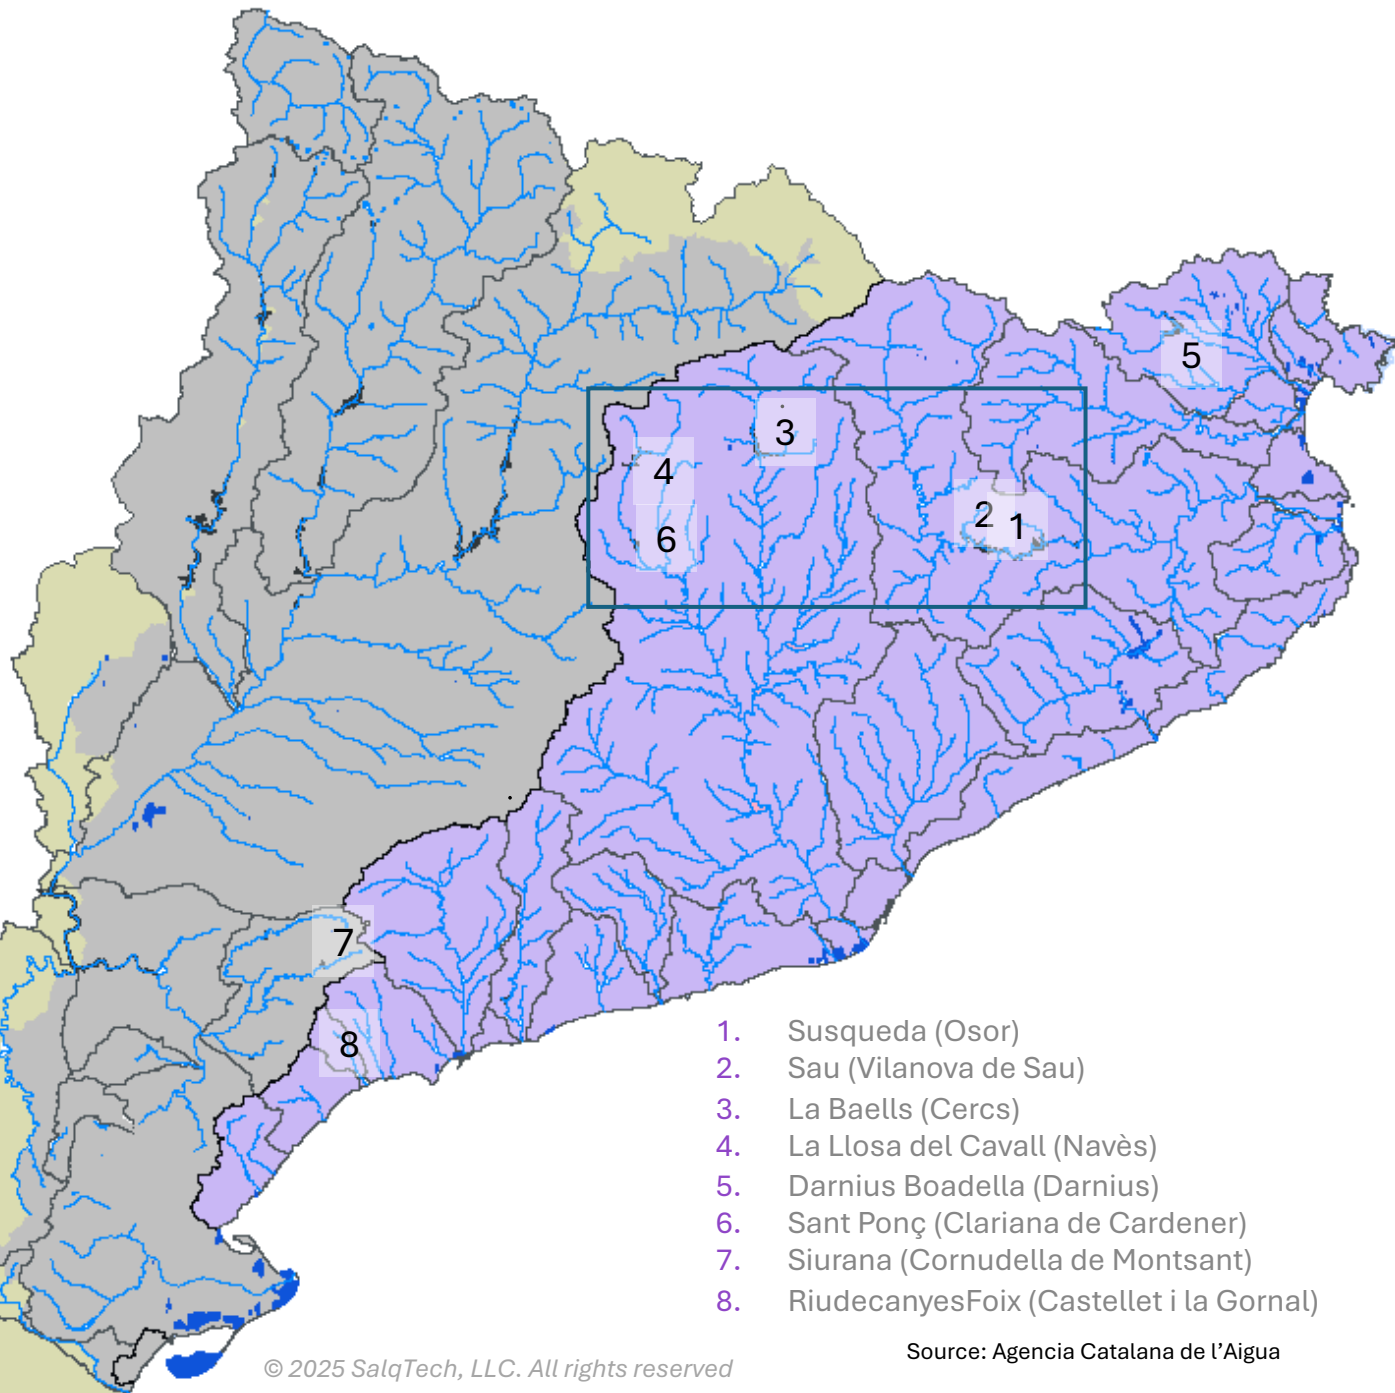 5
3
4
2 1
6
7
8
1. Susqueda (Osor)
2. Sau (Vilanova de Sau)
3. La Baells (Cercs)
4. La Llosa del Cavall (Navès)
5. Darnius Boadella (Darnius)
6. Sant Ponç (Clariana de Cardener)
7. Siurana (Cornudella de Montsant)
8. RiudecanyesFoix (Castellet i la Gornal)
Source: Agencia Catalana de l’Aigua
© 2025 SalqTech, LLC. All rights reserved